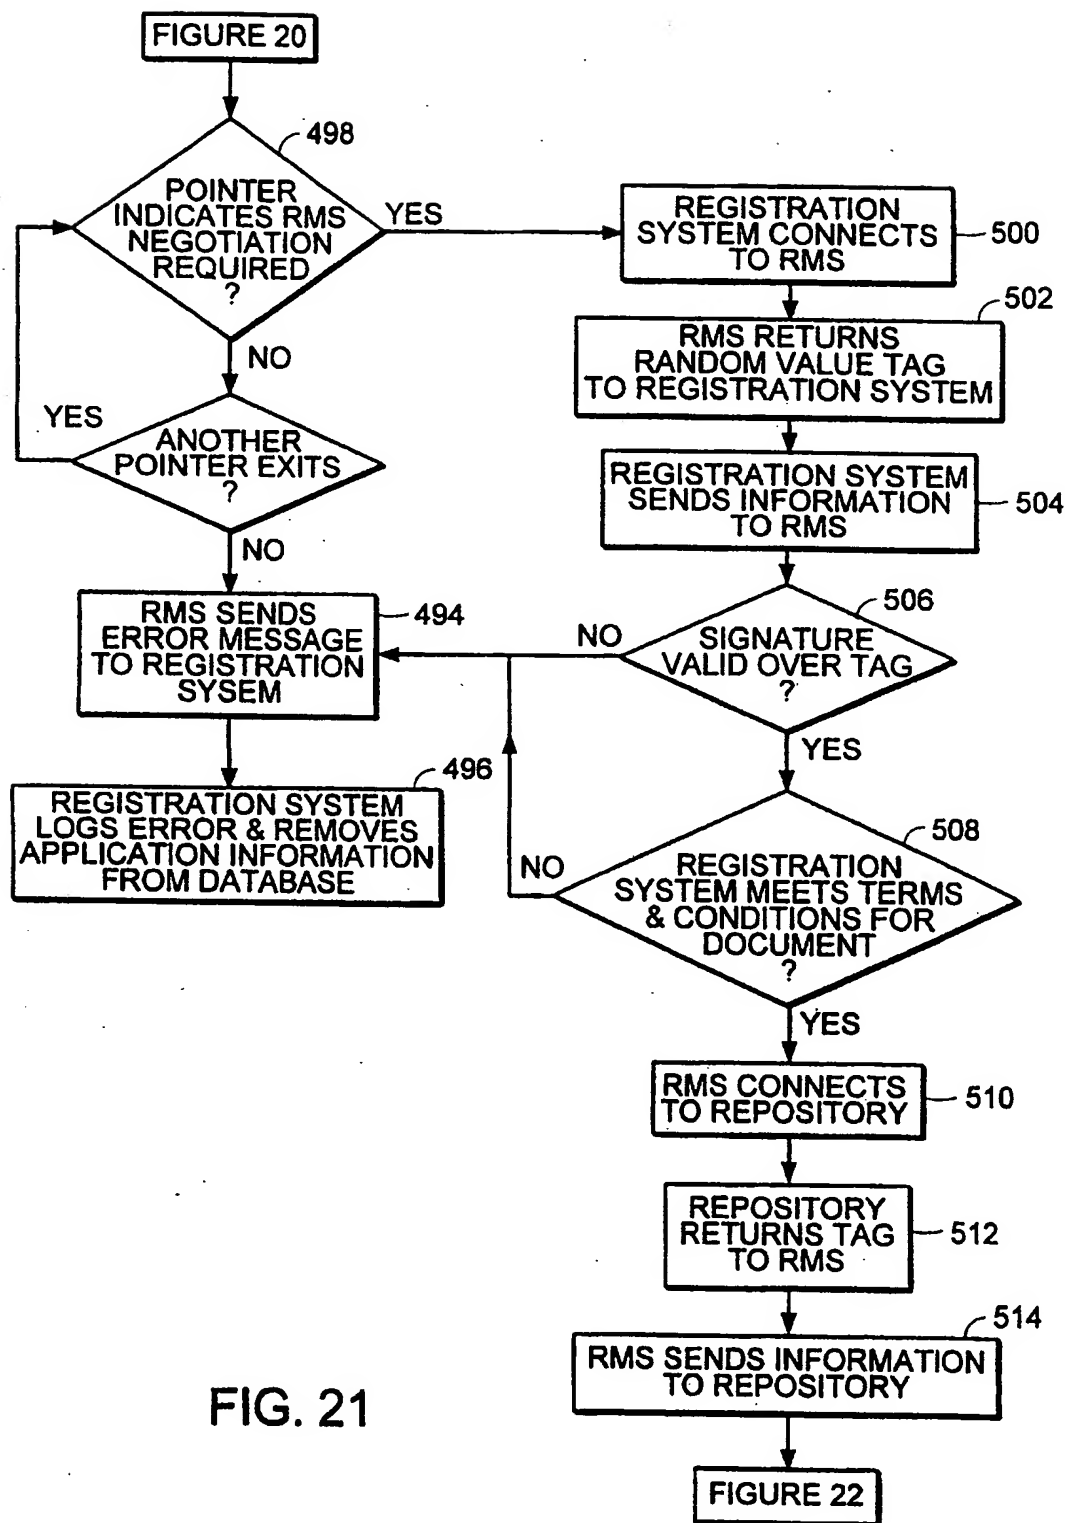 FIGURE 20
498
POINTER
INDICATES RMS
NEGOTIATION
REQUIRED
?
YES
NO
YES
ANOTHER
POINTER EXITS
?
NO
RMS SENDS
ERROR MESSAGE
TO REGISTRATION
SYSEM
494
496
REGISTRATION SYSTEM
LOGS ERROR & REMOVES
APPLICATION INFORMATION
FROM DATABASE
REGISTRATION
SYSTEM CONNECTS
TO RMS
500
502
RMS RETURNS
RANDOM VALUE TAG
TO REGISTRATION SYSTEM
REGISTRATION SYSTEM
SENDS INFORMATION
TO RMS
504
506
NO
SIGNATURE
VALID OVER TAG
?
YES
508
NO
REGISTRATION
SYSTEM MEETS TERMS
& CONDITIONS FOR
DOCUMENT
?
YES
RMS CONNECTS
TO REPOSITORY
510
REPOSITORY
RETURNS TAG
TO RMS
512
514
RMS SENDS INFORMATION
TO REPOSITORY
FIGURE 22
FIG. 21